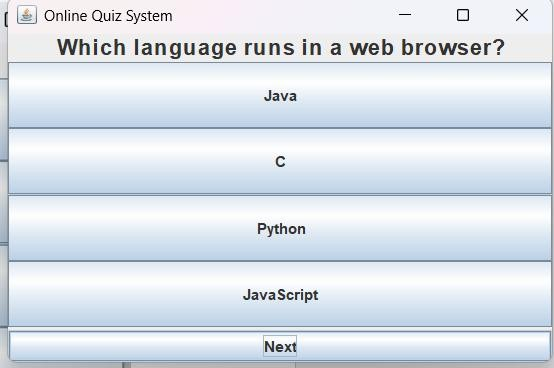 Online Quiz System
Which language runs in a web browser?
Java
C
Python
JavaScript
Next